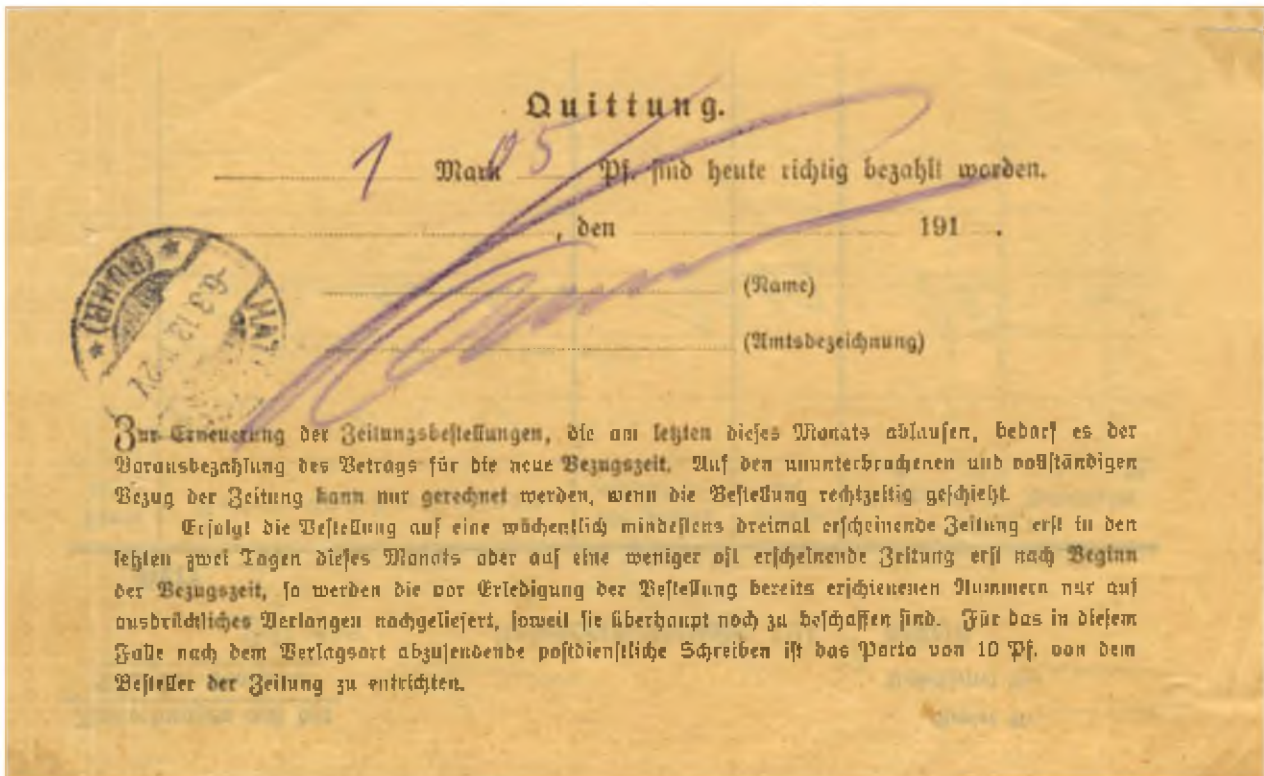 Quittung.
1 Mark 05 Pf. sind heute richtig bezahlt worden.
, den 191 .
(Name)
(Amtsbezeichnung)
(RUHR)
HAT
6.3.12
Zur Erneuerung der Zeitungsbestellungen, die am letzten dieses Monats ablaufen, bedarf es der
Vorausbezahlung des Betrags für die neue Bezugszeit. Auf den ununterbrochenen und vollständigen
Bezug der Zeitung kann nur gerechnet werden, wenn die Bestellung rechtzeitig geschieht.
Erfolgt die Bestellung auf eine wöchentlich mindestens dreimal erscheinende Zeitung erst in den
letzten zwei Tagen dieses Monats oder auf eine weniger oft erscheinende Zeitung erst nach Beginn
der Bezugszeit, so werden die vor Erledigung der Bestellung bereits erschienenen Nummern nur auf
ausdrückliches Verlangen nachgeliefert, soweit sie überhaupt noch zu beschaffen sind. Für das in diesem
Falle nach dem Verlagsort abzusendende postdienstliche Schreiben ist das Porto von 10 Pf. von dem
Besteller der Zeitung zu entrichten.